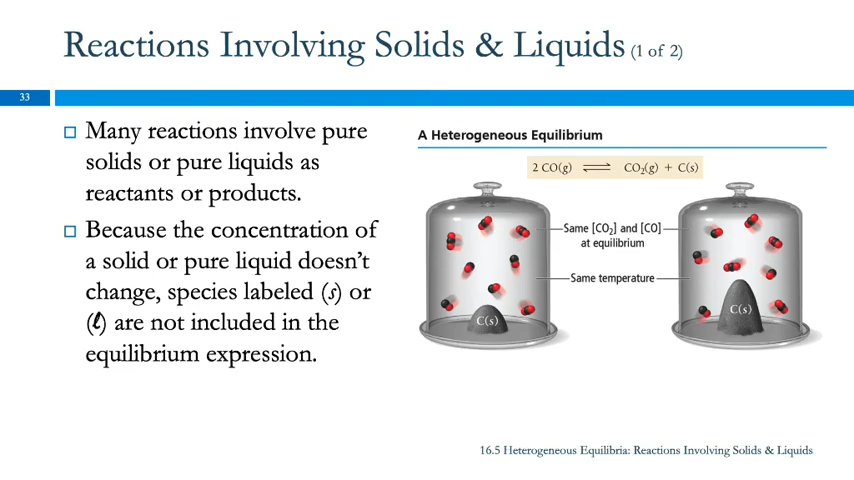 Reactions Involving Solids & Liquids (1 of 2)
33
Many reactions involve pure
solids or pure liquids as
reactants or products.
Because the concentration of
a solid or pure liquid doesn’t
change, species labeled (s) or
(ℓ) are not included in the
equilibrium expression.
A Heterogeneous Equilibrium
2 CO(g) ⇌ CO₂(g) + C(s)
Same [CO₂] and [CO]
at equilibrium
Same temperature
C(s)
C(s)
16.5 Heterogeneous Equilibria: Reactions Involving Solids & Liquids